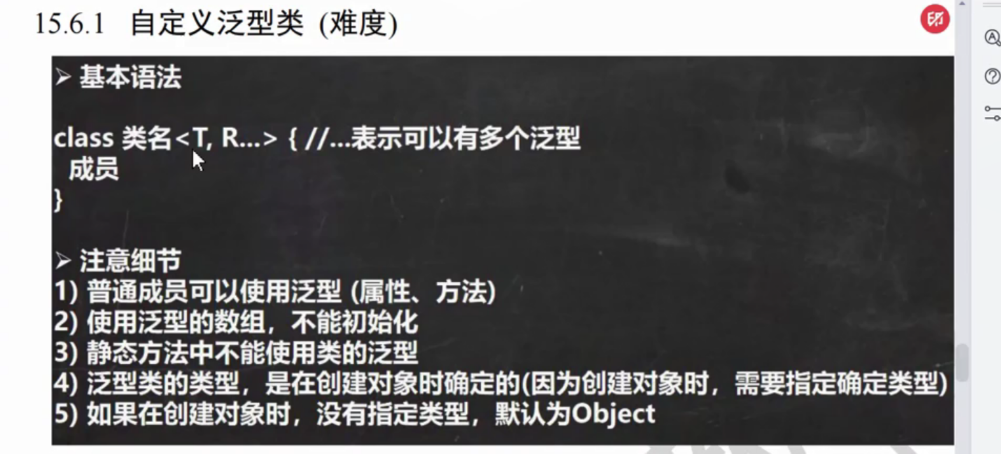 15.6.1 自定义泛型类 (难度)
➢ 基本语法
class 类名<T, R...> { //...表示可以有多个泛型
成员
}
➢ 注意细节
1) 普通成员可以使用泛型 (属性、方法)
2) 使用泛型的数组，不能初始化
3) 静态方法中不能使用类的泛型
4) 泛型类的类型，是在创建对象时确定的(因为创建对象时，需要指定确定类型)
5) 如果在创建对象时，没有指定类型，默认为Object